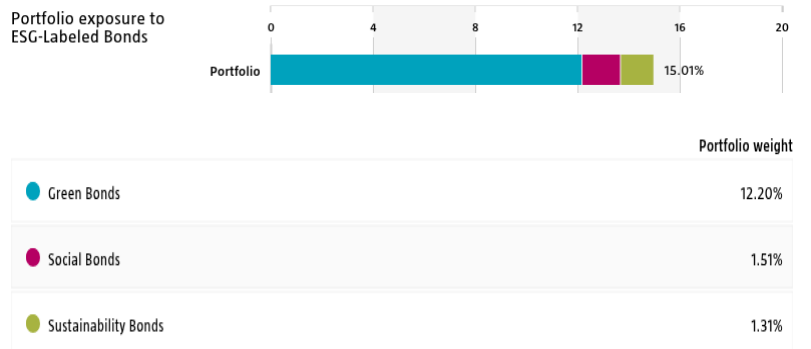 Portfolio exposure to
ESG-Labeled Bonds
0 4 8 12 16 20
Portfolio 15.01%
Portfolio weight
Green Bonds 12.20%
Social Bonds 1.51%
Sustainability Bonds 1.31%